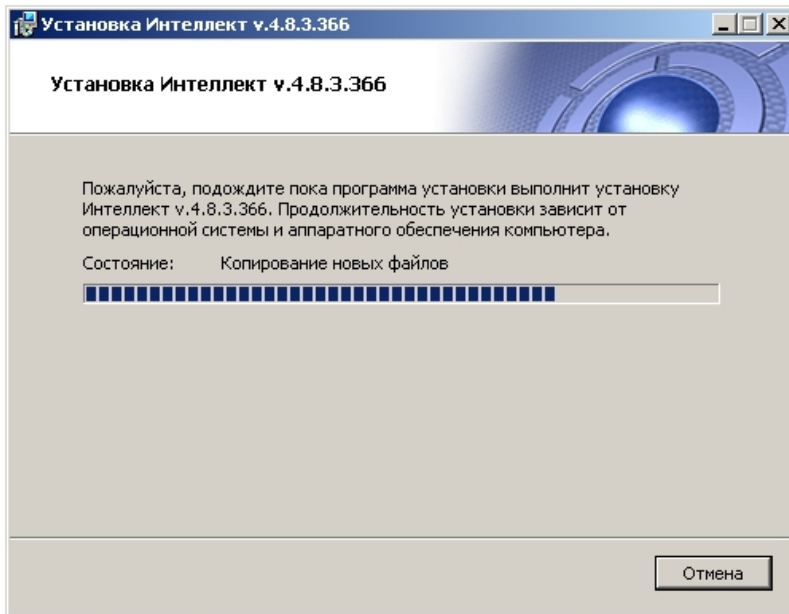 Установка Интеллект v.4.8.3.366
Установка Интеллект v.4.8.3.366
Пожалуйста, подождите пока программа установки выполнит установку
Интеллект v.4.8.3.366. Продолжительность установки зависит от
операционной системы и аппаратного обеспечения компьютера.
Состояние: Копирование новых файлов
Отмена